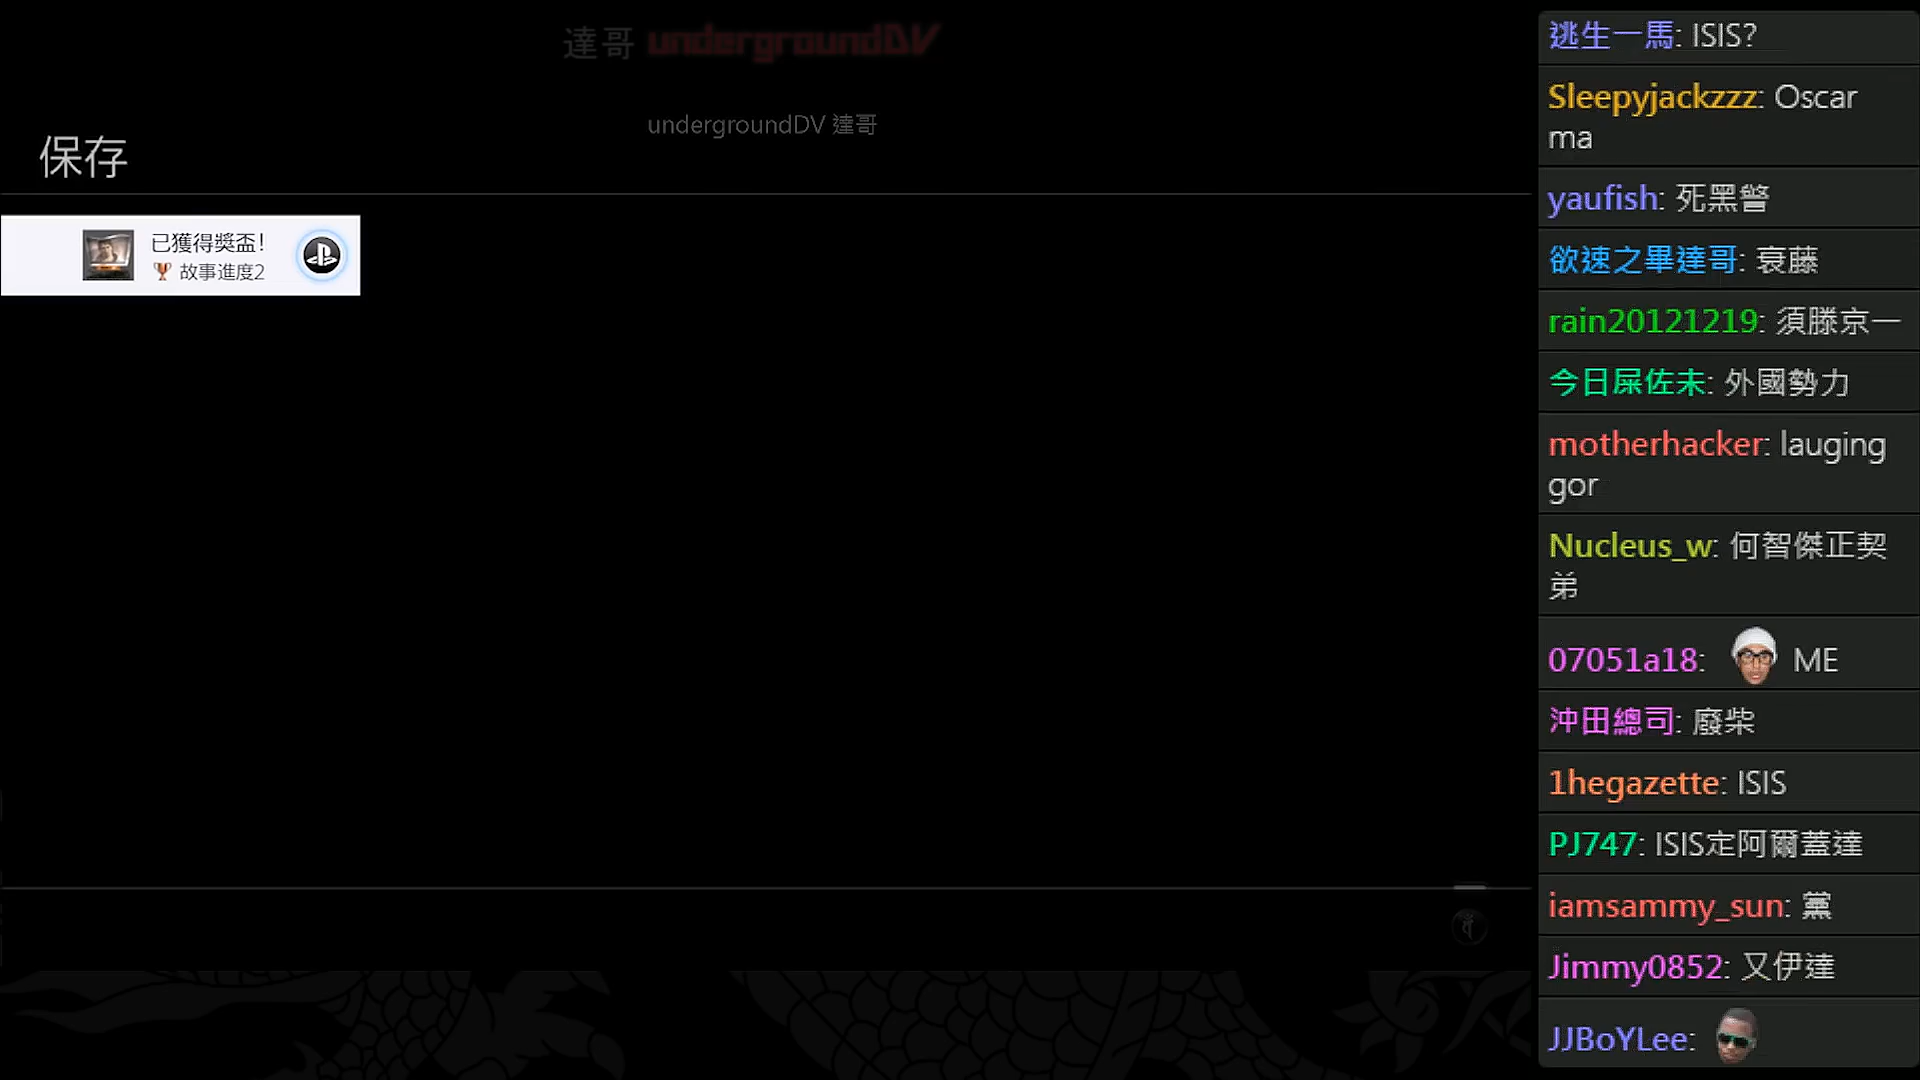 達哥 undergroundDV
undergroundDV 達哥
保存
已獲得獎盃!
故事進度2
逃生一馬: ISIS?
Sleepyjackzzz: Oscar
ma
yaufish: 死黑警
欲速之畢達哥: 衰藤
rain20121219: 須滕京一
今日屎佐未: 外國勢力
motherhacker: lauging
gor
Nucleus_w: 何智傑正契
弟
07051a18: ME
沖田總司: 廢柴
1hegazette: ISIS
PJ747: ISIS定阿爾蓋達
iamsammy_sun: 黨
Jimmy0852: 又伊達
JJBoYLee: